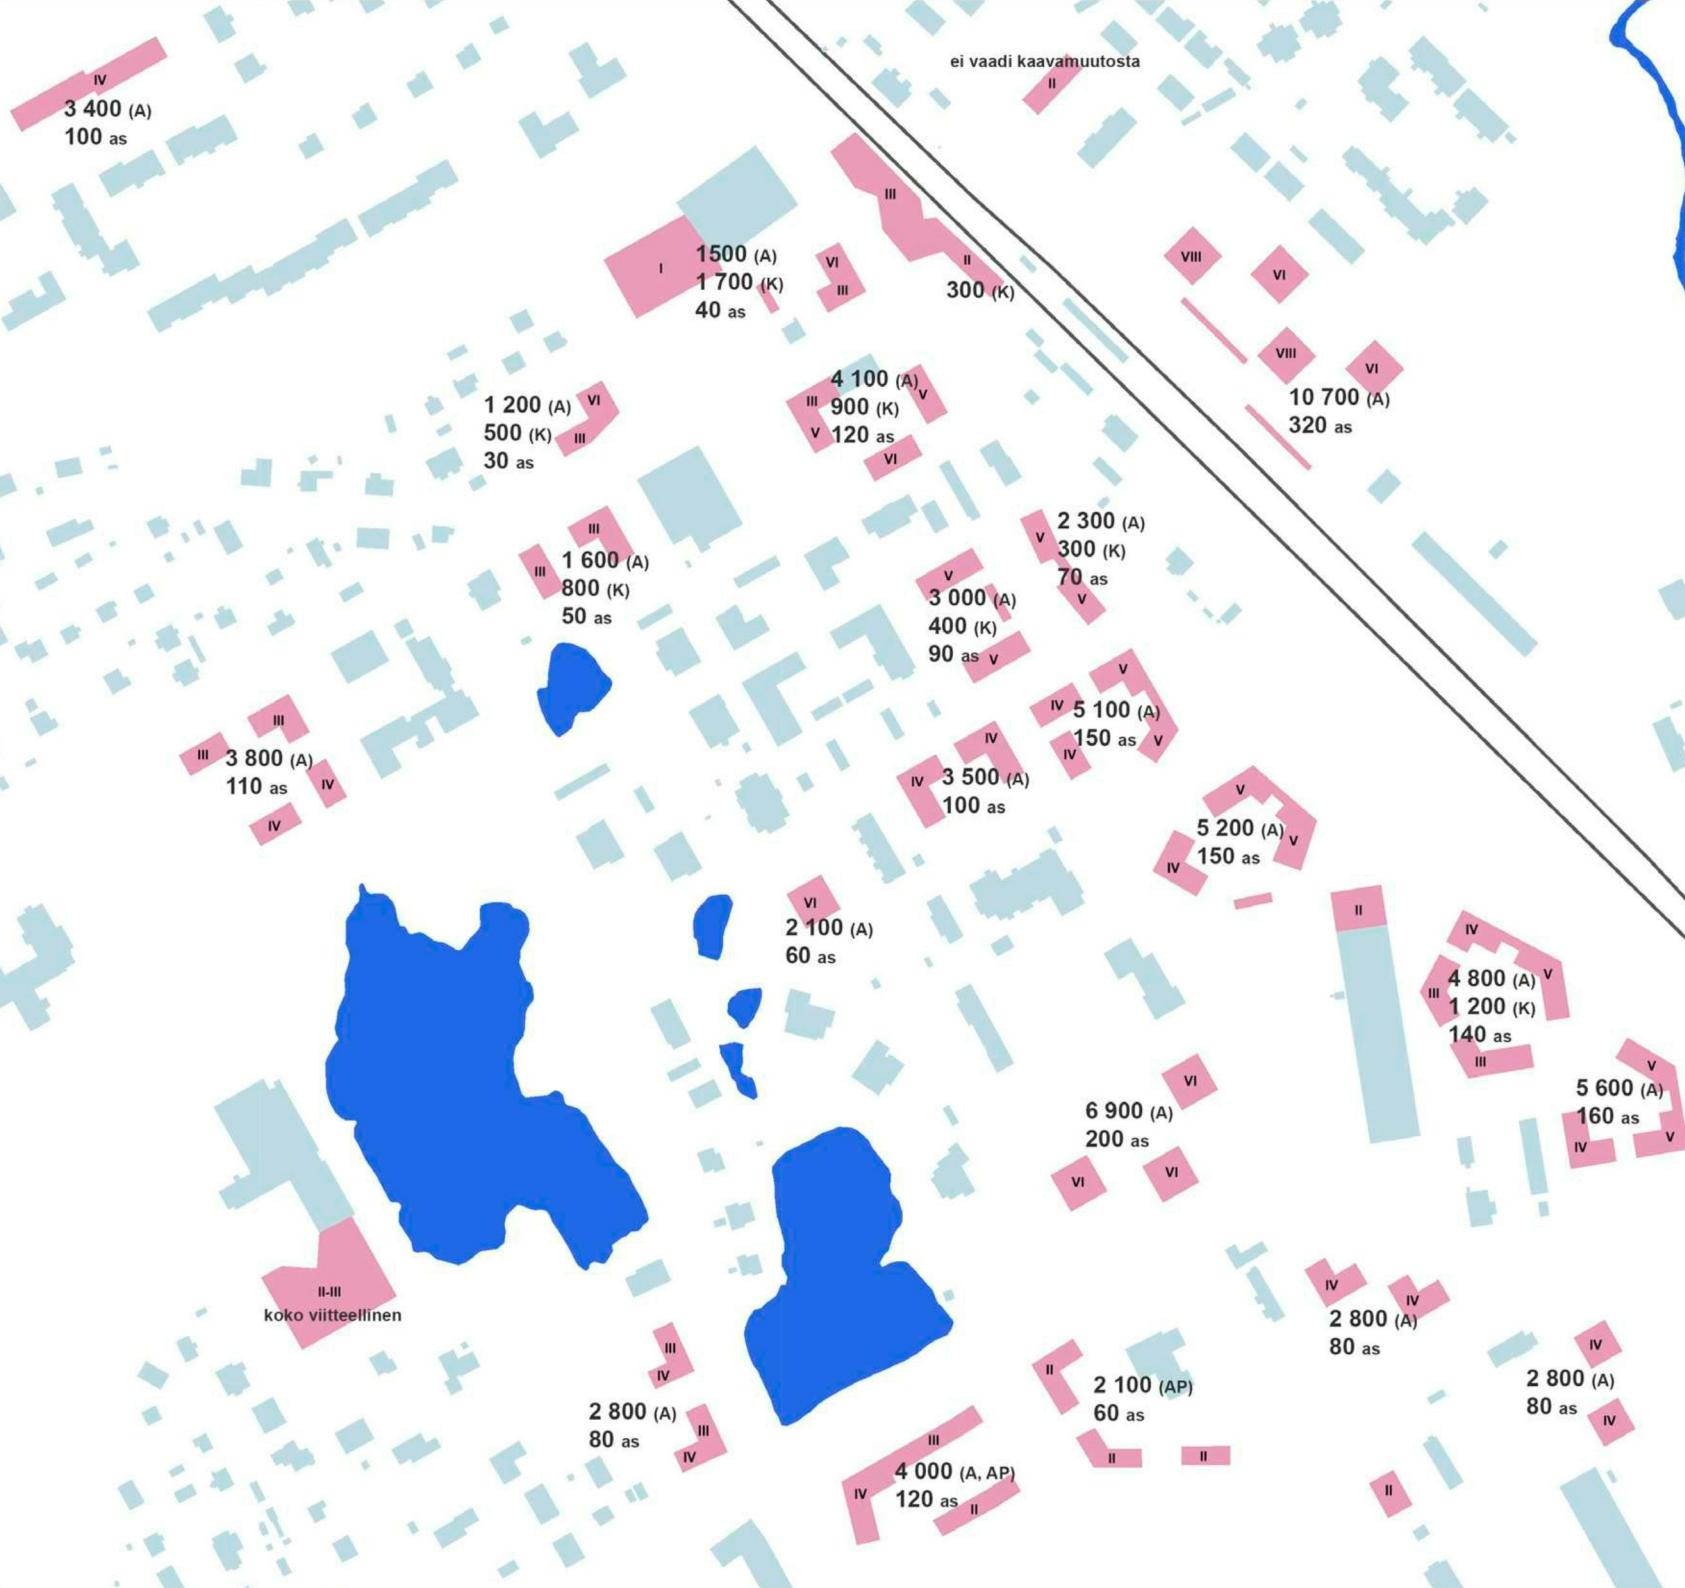 ei vaadi kaavamuutosta
II
IV
3 400 (A)
100 as
III
II
300 (K)
I
1500 (A)
1 700 (K)
40 as
VI
III
VIII
VI
VIII
VI
10 700 (A)
320 as
VI
III
1 200 (A)
500 (K)
30 as
III
V
V
VI
4 100 (A)
900 (K)
120 as
III
III
1 600 (A)
800 (K)
50 as
V
V
2 300 (A)
300 (K)
70 as
V
3 000 (A)
400 (K)
90 as
V
V
IV
5 100 (A)
150 as
IV
V
III
III
3 800 (A)
110 as
IV
IV
IV
IV
3 500 (A)
100 as
V
5 200 (A)
150 as
V
IV
VI
2 100 (A)
60 as
II
IV
V
III
4 800 (A)
1 200 (K)
140 as
III
V
5 600 (A)
160 as
IV
V
VI
6 900 (A)
200 as
VI
VI
II-III
koko viitteellinen
IV
IV
2 800 (A)
80 as
III
IV
2 800 (A)
80 as
III
IV
II
2 100 (AP)
60 as
II
II
IV
2 800 (A)
80 as
IV
III
IV
4 000 (A, AP)
120 as
II
II